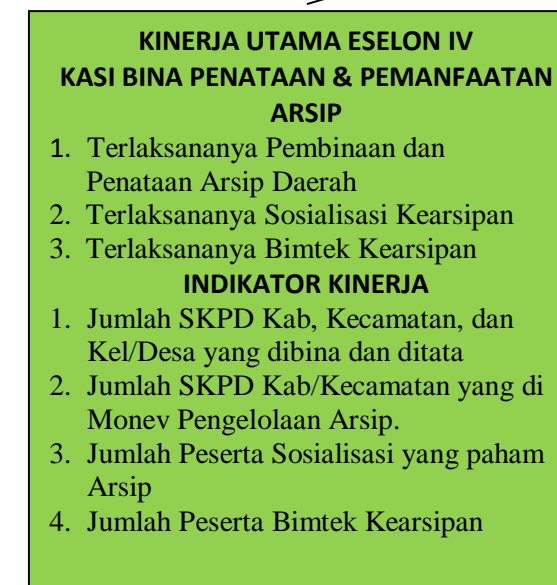 KINERJA UTAMA ESELON IV
KASI BINA PENATAAN & PEMANFAATAN
ARSIP
1. Terlaksananya Pembinaan dan
Penataan Arsip Daerah
2. Terlaksananya Sosialisasi Kearsipan
3. Terlaksananya Bimtek Kearsipan
INDIKATOR KINERJA
1. Jumlah SKPD Kab, Kecamatan, dan
Kel/Desa yang dibina dan ditata
2. Jumlah SKPD Kab/Kecamatan yang di
Monev Pengelolaan Arsip.
3. Jumlah Peserta Sosialisasi yang paham
Arsip
4. Jumlah Peserta Bimtek Kearsipan